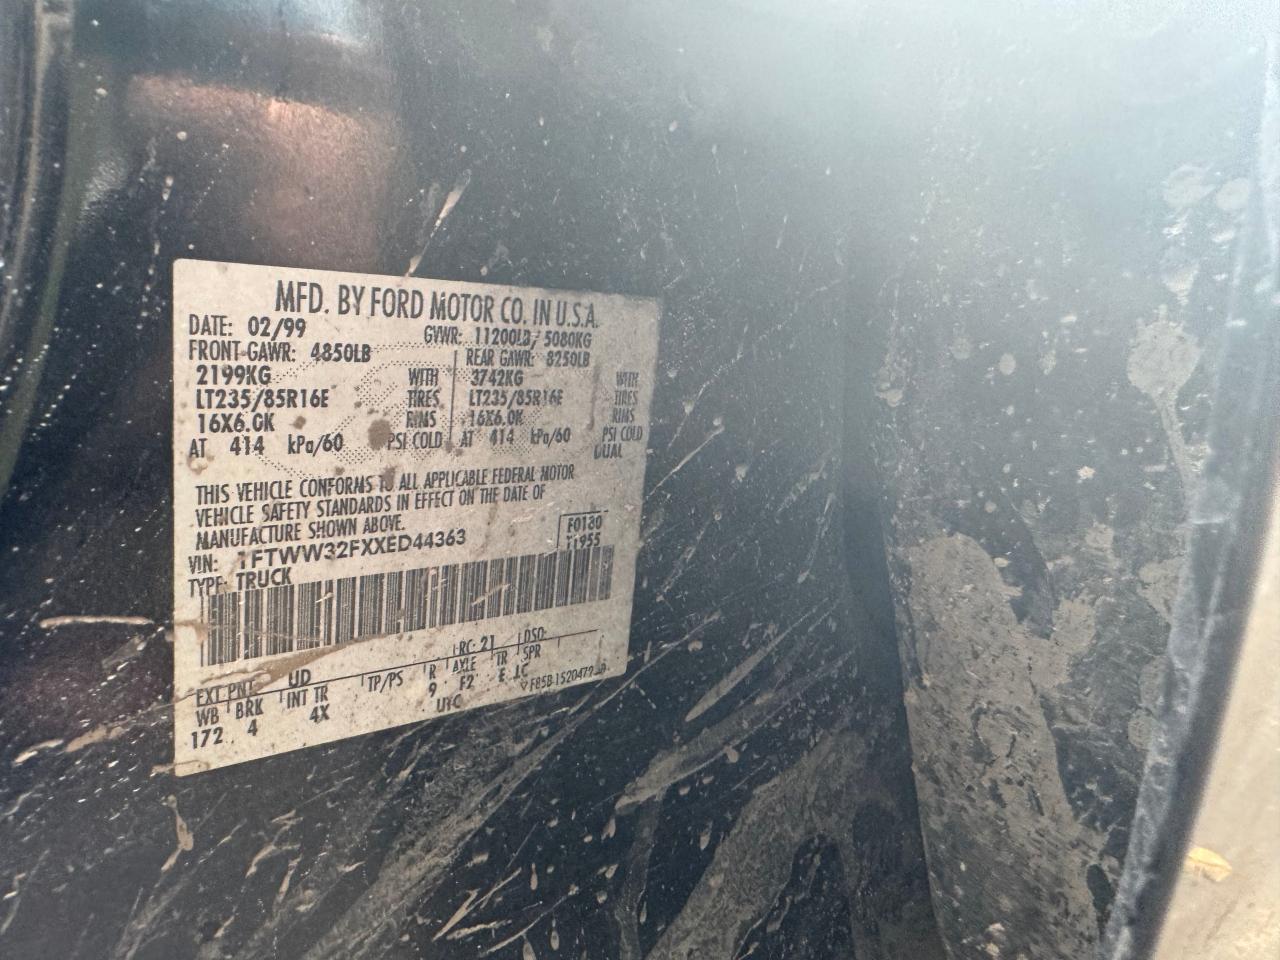 MFD. BY FORD MOTOR CO. IN U.S.A.
DATE: 02/99 GVWR: 11200LB/ 5080KG
FRONT GAWR: 4850LB REAR GAWR: 8250LB
2199KG WITH 3742KG WITH
LT235/85R16E TIRES LT235/85R16E TIRES
16X6.0K RIMS 16X6.0K RIMS
AT 414 kPa/60 PSI COLD AT 414 kPa/60 PSI COLD
DUAL
THIS VEHICLE CONFORMS TO ALL APPLICABLE FEDERAL MOTOR
VEHICLE SAFETY STANDARDS IN EFFECT ON THE DATE OF
MANUFACTURE SHOWN ABOVE.
VIN: 1FTWW32FXXED44363 F0130
TYPE: TRUCK T1955
EXT PNT: UD RC: 21 DSO:
WB BRK INT TR TP/PS R AXLE TR SPR
172 4 4X 9 F2 E
UTC